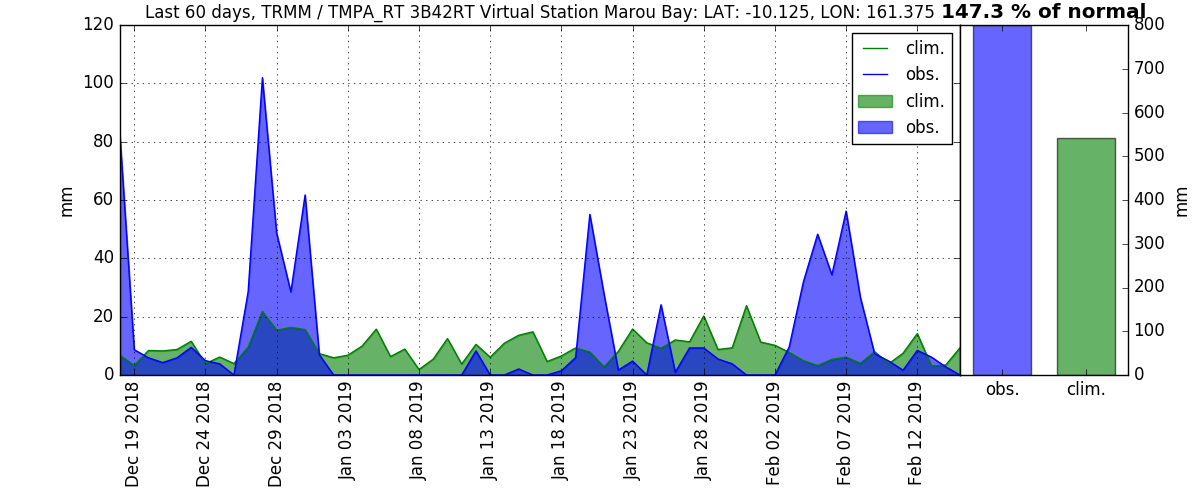 Last 60 days, TRMM / TMPA_RT 3B42RT Virtual Station Marou Bay: LAT: -10.125, LON: 161.375 147.3 % of normal
120
100
80
60
40
20
0
mm
clim.
obs.
clim.
obs.
800
700
600
500
400
300
200
100
0
mm
obs.
clim.
Dec 19 2018
Dec 24 2018
Dec 29 2018
Jan 03 2019
Jan 08 2019
Jan 13 2019
Jan 18 2019
Jan 23 2019
Jan 28 2019
Feb 02 2019
Feb 07 2019
Feb 12 2019